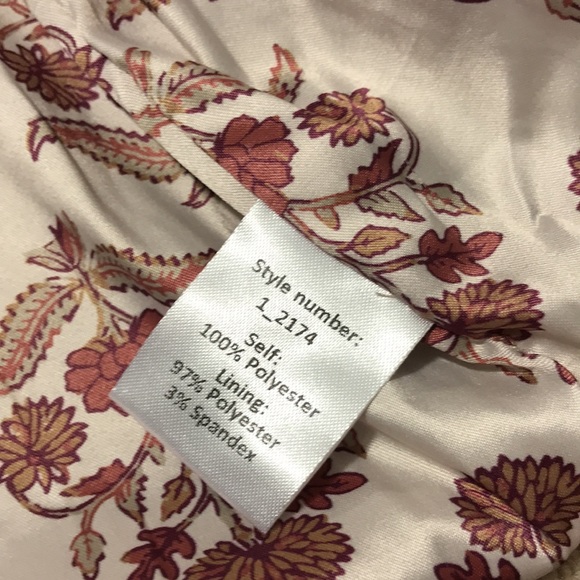 Style number:
1_2174
Self:
100% Polyester
Lining:
97% Polyester
3% Spandex